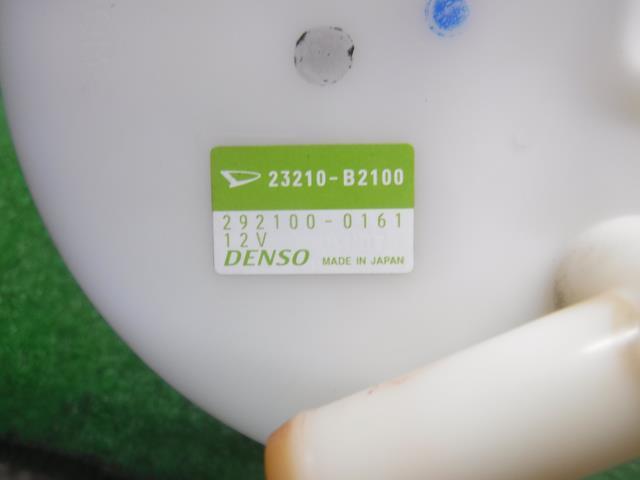 23210-B2100
292100-0161
12V
DENSO MADE IN JAPAN